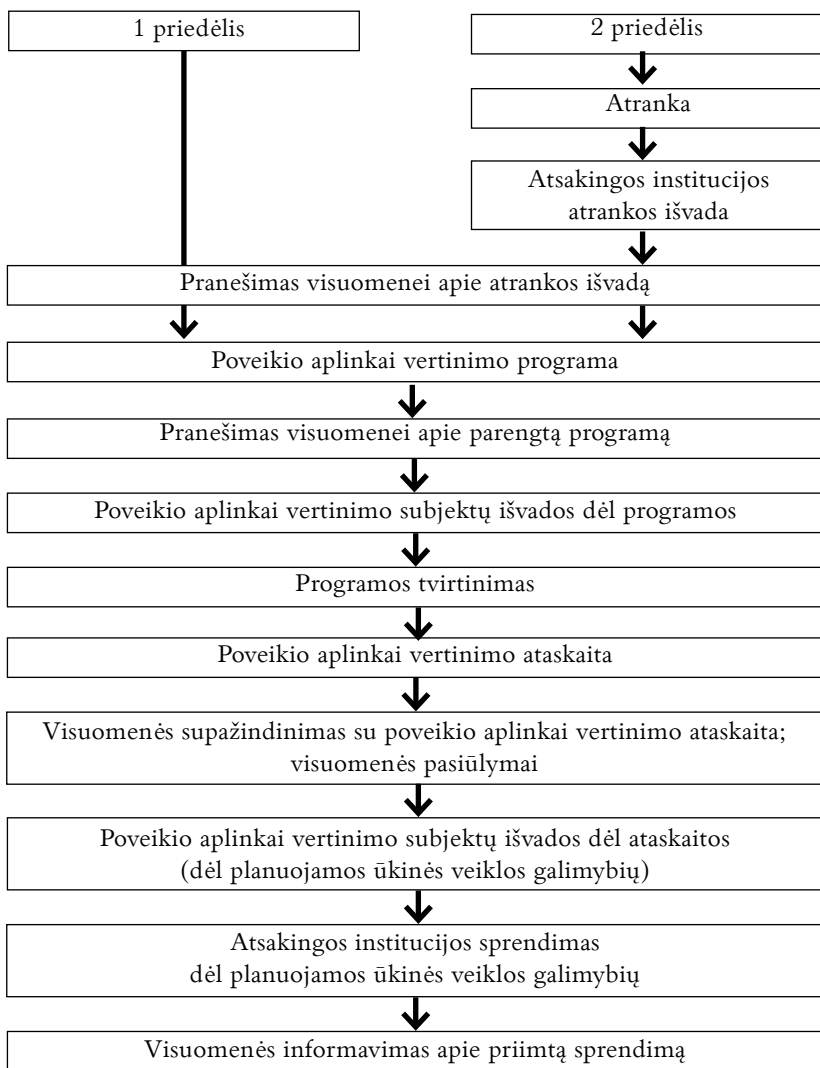 1 priedėlis
2 priedėlis
Atranka
Atsakingos institucijos
atrankos išvada
Pranešimas visuomenei apie atrankos išvadą
Poveikio aplinkai vertinimo programa
Pranešimas visuomenei apie parengtą programą
Poveikio aplinkai vertinimo subjektų išvados dėl programos
Programos tvirtinimas
Poveikio aplinkai vertinimo ataskaita
Visuomenės supažindinimas su poveikio aplinkai vertinimo ataskaita;
visuomenės pasiūlymai
Poveikio aplinkai vertinimo subjektų išvados dėl ataskaitos
(dėl planuojamos ūkinės veiklos galimybių)
Atsakingos institucijos sprendimas
dėl planuojamos ūkinės veiklos galimybių
Visuomenės informavimas apie priimtą sprendimą